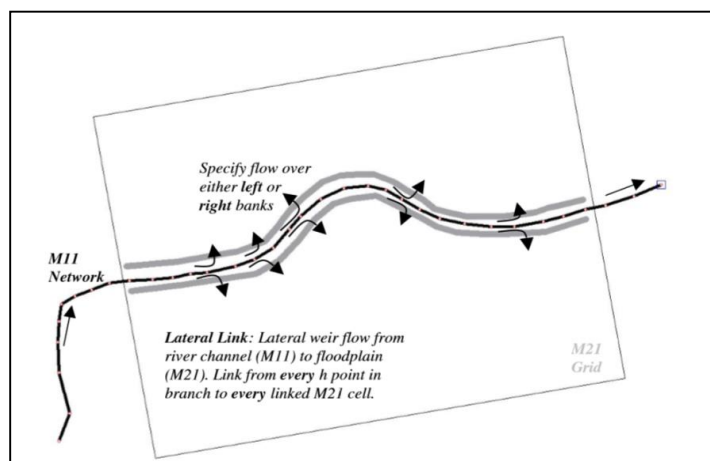 Specify flow over
either left or
right banks
M11
Network
Lateral Link: Lateral weir flow from
river channel (M11) to floodplain
(M21). Link from every h point in
branch to every linked M21 cell.
M21
Grid